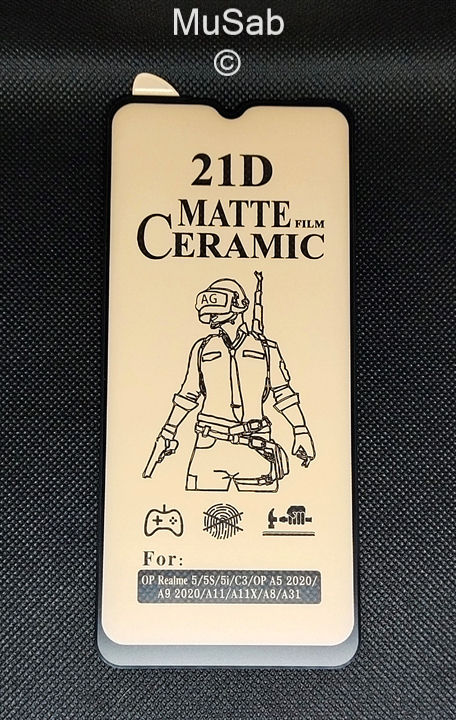 MuSab
©
21D
MATTE FILM
CERAMIC
AG
For:
OP Realme 5/5S/5i/C3/OP A5 2020/
A9 2020/A11/A11X/A8/A31